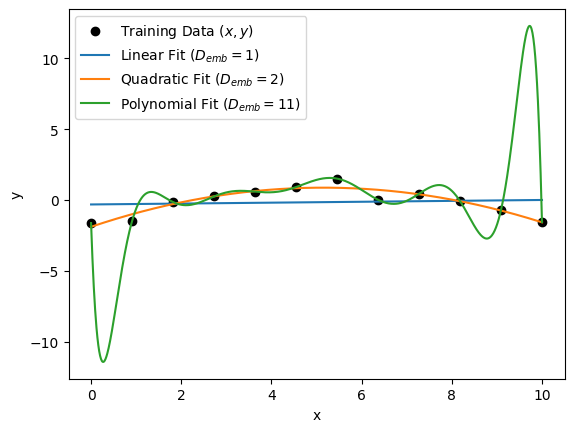 Training Data (x, y)
Linear Fit (D_emb = 1)
Quadratic Fit (D_emb = 2)
Polynomial Fit (D_emb = 11)
10
5
0
−5
−10
y
0 2 4 6 8 10
x